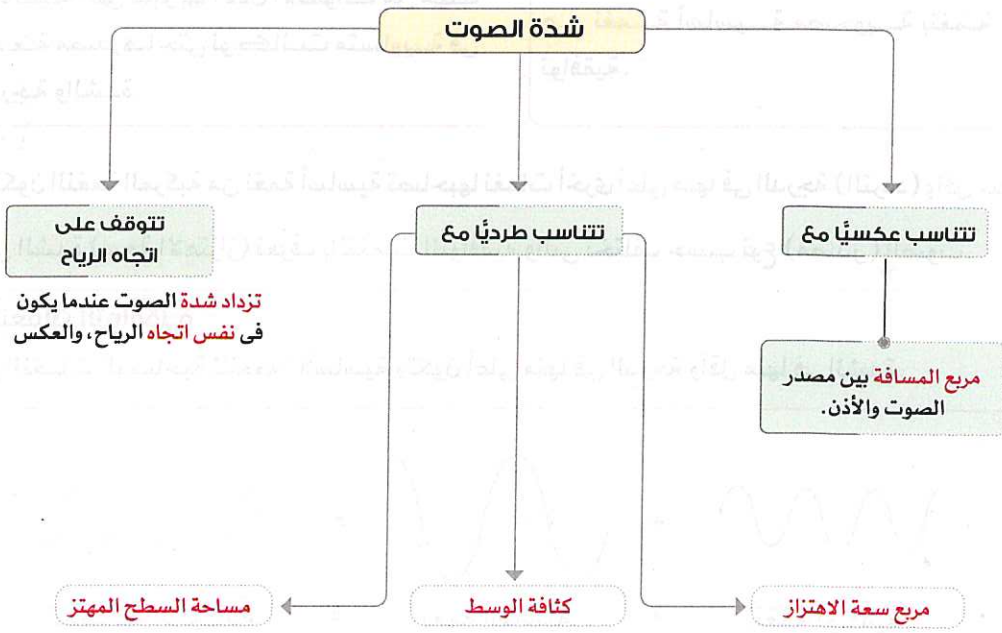 شدة الصوت
تتناسب عكسيًا مع
مربع المسافة بين مصدر
الصوت والأذن.
تتناسب طرديًا مع
مربع سعة الاهتزاز
كثافة الوسط
مساحة السطح المهتز
تتوقف على
اتجاه الرياح
تزداد شدة الصوت عندما يكون
فى نفس اتجاه الرياح، والعكس